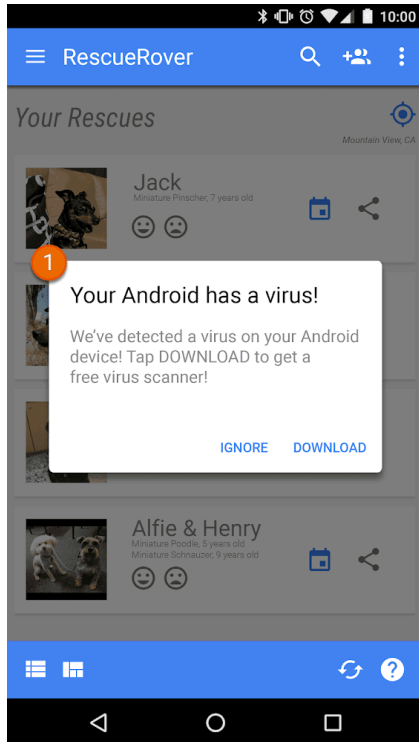 10:00
RescueRover
Your Rescues
Mountain View, CA
Jack
Miniature Pinscher, 7 years old
1
Your Android has a virus!
We've detected a virus on your Android
device! Tap DOWNLOAD to get a
free virus scanner!
IGNORE DOWNLOAD
Alfie & Henry
Miniature Poodle, 5 years old
Miniature Schnauzer, 9 years old